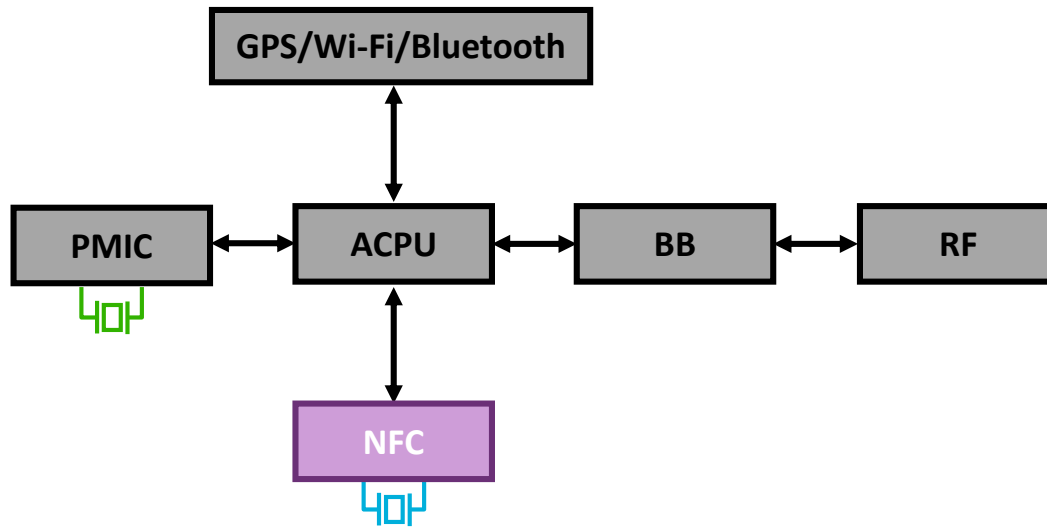 GPS/Wi-Fi/Bluetooth
PMIC
ACPU
BB
RF
NFC